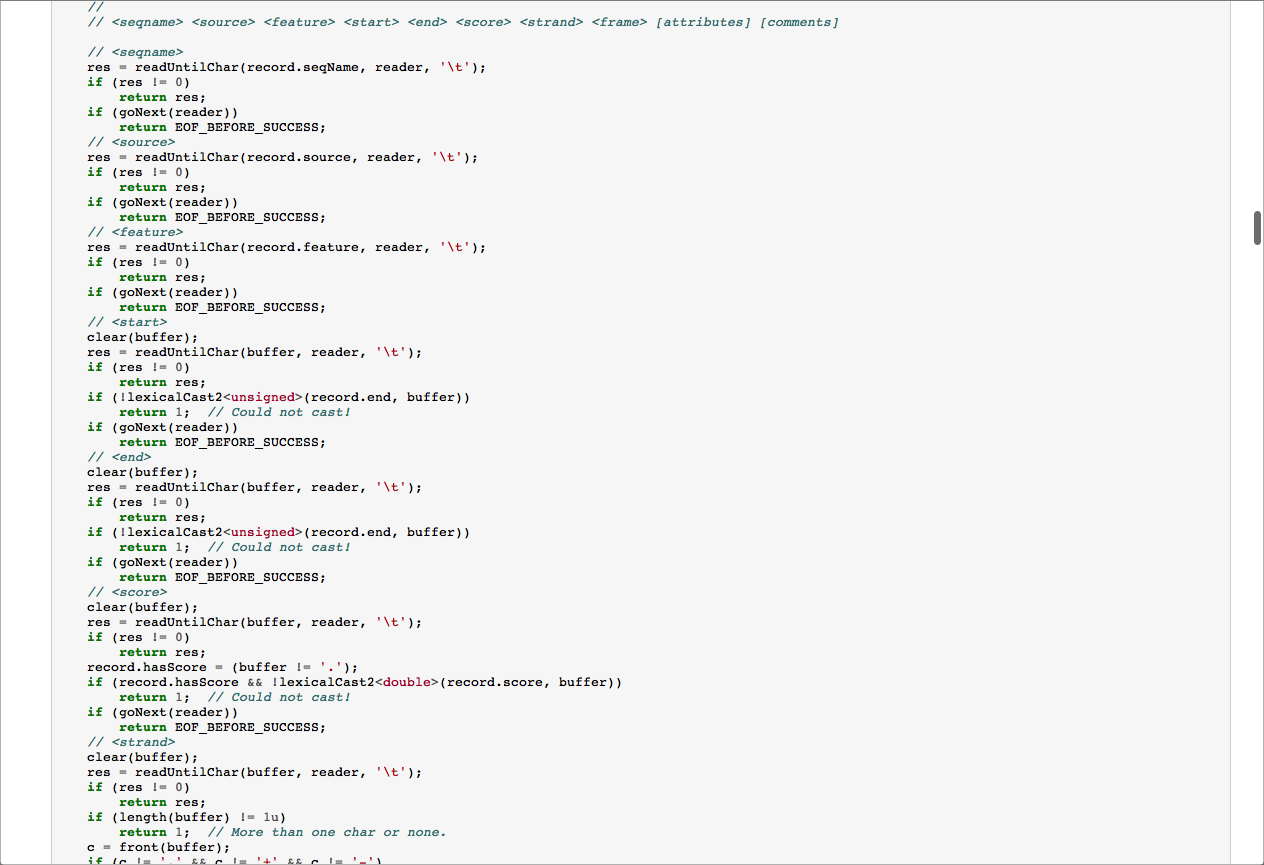 //
// <seqname> <source> <feature> <start> <end> <score> <strand> <frame> [attributes] [comments]
// <seqname>
res = readUntilChar(record.seqName, reader, '\t');
if (res != 0)
return res;
if (goNext(reader))
return EOF_BEFORE_SUCCESS;
// <source>
res = readUntilChar(record.source, reader, '\t');
if (res != 0)
return res;
if (goNext(reader))
return EOF_BEFORE_SUCCESS;
// <feature>
res = readUntilChar(record.feature, reader, '\t');
if (res != 0)
return res;
if (goNext(reader))
return EOF_BEFORE_SUCCESS;
// <start>
clear(buffer);
res = readUntilChar(buffer, reader, '\t');
if (res != 0)
return res;
if (!lexicalCast2<unsigned>(record.end, buffer))
return 1;  // Could not cast!
if (goNext(reader))
return EOF_BEFORE_SUCCESS;
// <end>
clear(buffer);
res = readUntilChar(buffer, reader, '\t');
if (res != 0)
return res;
if (!lexicalCast2<unsigned>(record.end, buffer))
return 1;  // Could not cast!
if (goNext(reader))
return EOF_BEFORE_SUCCESS;
// <score>
clear(buffer);
res = readUntilChar(buffer, reader, '\t');
if (res != 0)
return res;
record.hasScore = (buffer != '.');
if (record.hasScore && !lexicalCast2<double>(record.score, buffer))
return 1;  // Could not cast!
if (goNext(reader))
return EOF_BEFORE_SUCCESS;
// <strand>
clear(buffer);
res = readUntilChar(buffer, reader, '\t');
if (res != 0)
return res;
if (length(buffer) != 1u)
return 1;  // More than one char or none.
c = front(buffer);
if (c != '.' && c != '+' && c != '-')